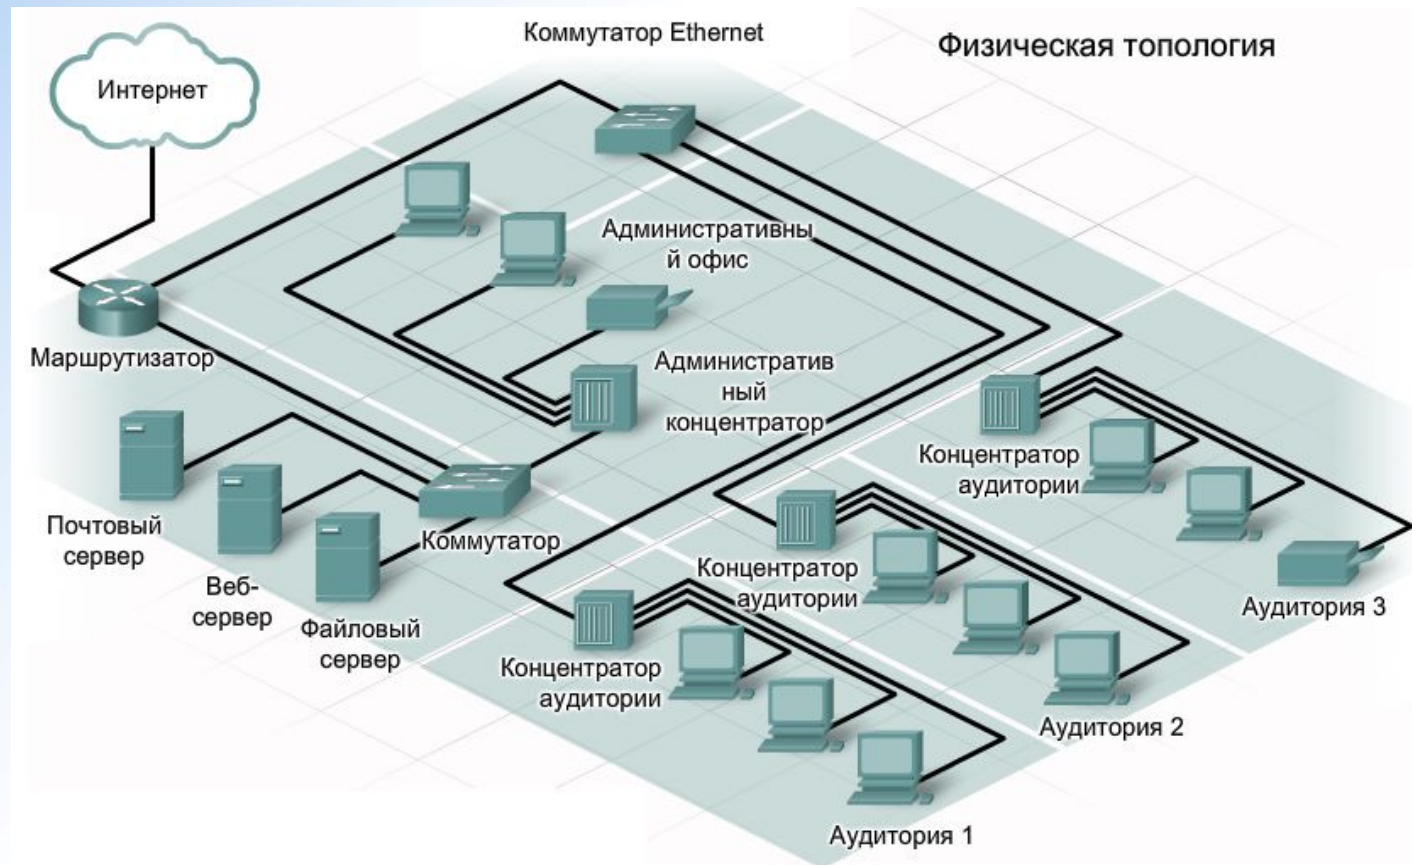 Коммутатор Ethernet
Физическая топология
Интернет
Административны
й офис
Маршрутизатор
Административ
ный
концентратор
Концентратор
аудитории
Почтовый
сервер
Коммутатор
Веб-
сервер
Концентратор
аудитории
Аудитория 3
Файловый
сервер
Концентратор
аудитории
Аудитория 2
Аудитория 1